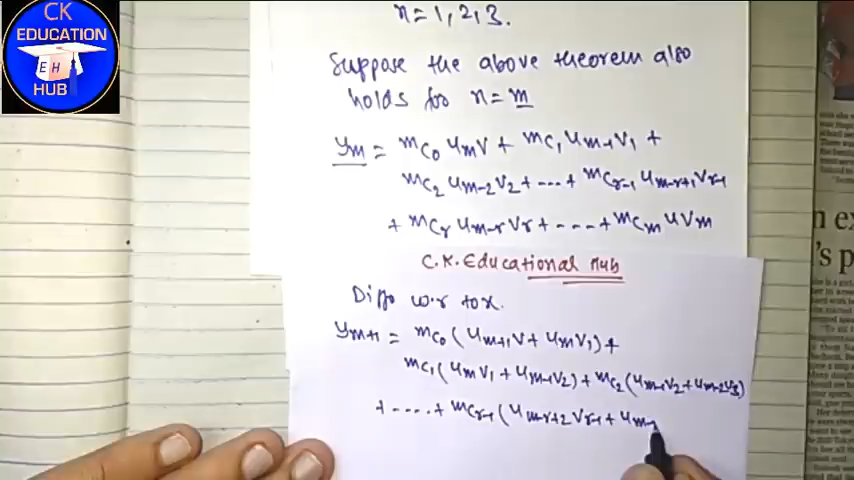 CK
EDUCATION
EH
HUB
n=1,2,3.
Suppose the above theorem also
holds for n=m
ym = mc0 umv + mc1 um-1v1 +
mc2 um-2v2+----+ mcr-1 um-r+1vr-1
+ mcr um-rvr+----+ mcm uvm
C.K.Educational Hub
Diff w.r to x.
ym+1 = mc0(um+1v+umv1)+
mc1(umv1+um-1v2)+mc2(um-1v2+um-2v3)
+----+mcr-1(um-r+2vr-1+um-
n ex
's p